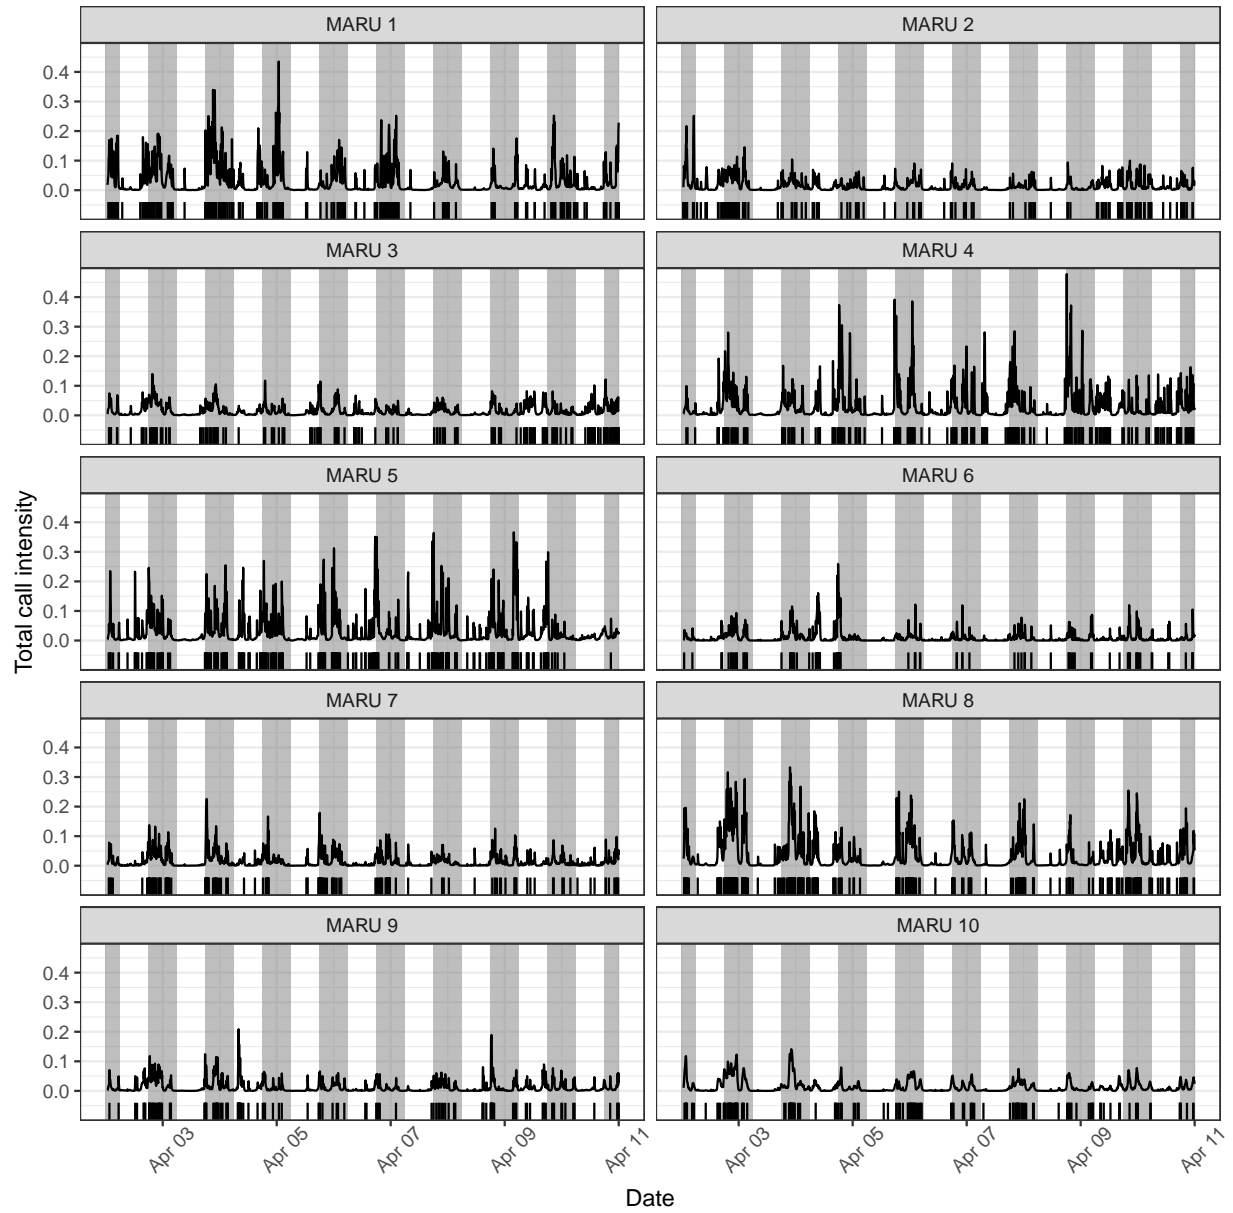 MARU 1
MARU 2
0.4
0.3
0.2
0.1
0.0
MARU 3
MARU 4
0.4
0.3
0.2
0.1
0.0
MARU 5
MARU 6
0.4
0.3
0.2
0.1
0.0
Total call intensity
MARU 7
MARU 8
0.4
0.3
0.2
0.1
0.0
MARU 9
MARU 10
0.4
0.3
0.2
0.1
0.0
Apr 03
Apr 05
Apr 07
Apr 09
Apr 11
Apr 03
Apr 05
Apr 07
Apr 09
Apr 11
Date